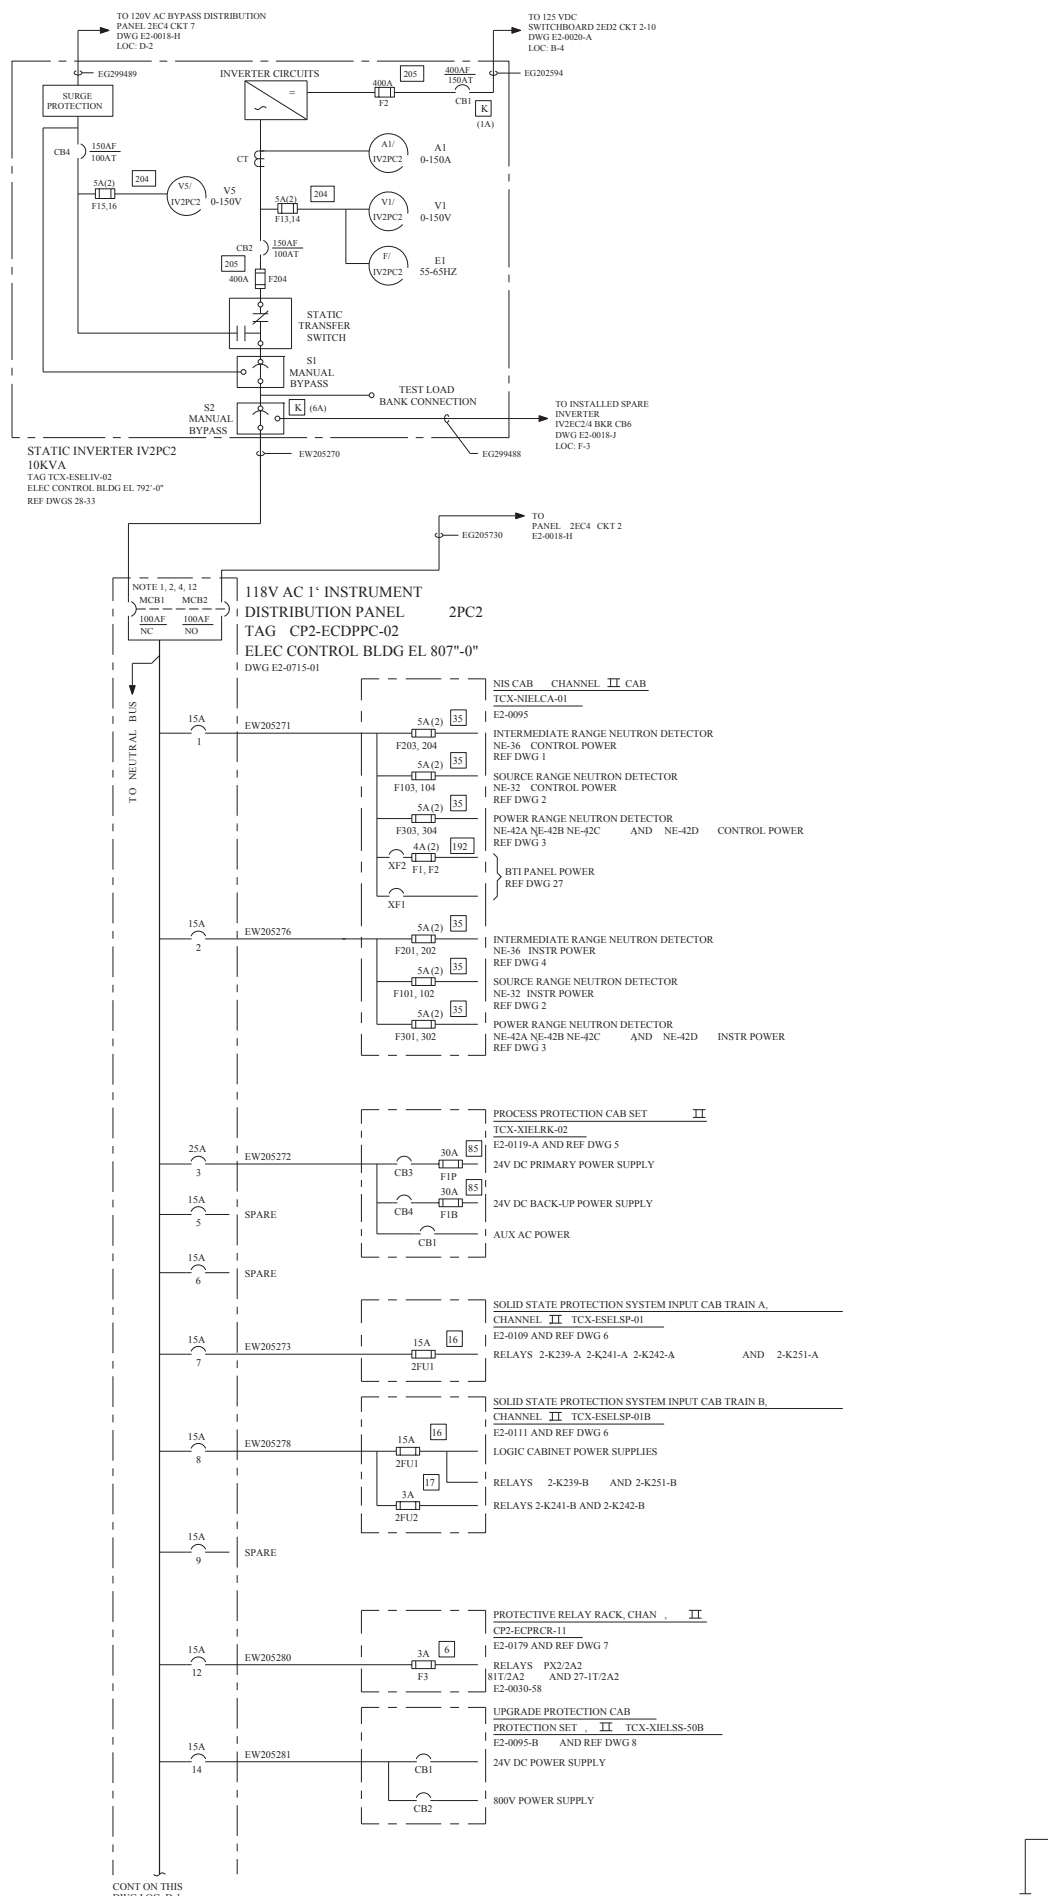 TO 120V AC BYPASS DISTRIBUTION
PANEL 2EC4 CKT 7
DWG E2-0018-H
LOC: D-2
TO 125 VDC
SWITCHBOARD 2ED2 CKT 2-10
DWG E2-0020-A
LOC: B-4
EG299489
EG202594
SURGE
PROTECTION
INVERTER CIRCUITS
=
400A
F2
205
400AF
150AT
CB1
K
(1A)
CB4
150AF
100AT
CT
A1/
IV2PC2
A1
0-150A
5A(2)
F15,16
204
V5/
IV2PC2
V5
0-150V
5A(2)
F13,14
204
V1/
IV2PC2
V1
0-150V
CB2
150AF
100AT
F/
IV2PC2
E1
55-65HZ
205
400A
F204
STATIC
TRANSFER
SWITCH
S1
MANUAL
BYPASS
TEST LOAD
BANK CONNECTION
S2
MANUAL
BYPASS
K
(6A)
TO INSTALLED SPARE
INVERTER
IV2EC2/4 BKR CB6
DWG E2-0018-J
LOC: F-3
EG299488
STATIC INVERTER IV2PC2
10KVA
TAG TCX-ESELIV-02
ELEC CONTROL BLDG EL 792'-0"
REF DWGS 28-33
EW205270
TO
PANEL 2EC4 CKT 2
E2-0018-H
EG205730
NOTE 1, 2, 4, 12
MCB1 MCB2
100AF 100AF
NC NO
118V AC 1‘ INSTRUMENT
DISTRIBUTION PANEL 2PC2
TAG CP2-ECDPPC-02
ELEC CONTROL BLDG EL 807"-0"
DWG E2-0715-01
TO NEUTRAL BUS
NIS CAB CHANNEL II CAB
TCX-NIELCA-01
E2-0095
15A
1
EW205271
5A (2)
F203, 204
35
INTERMEDIATE RANGE NEUTRON DETECTOR
NE-36 CONTROL POWER
REF DWG 1
5A (2)
F103, 104
35
SOURCE RANGE NEUTRON DETECTOR
NE-32 CONTROL POWER
REF DWG 2
5A (2)
F303, 304
35
POWER RANGE NEUTRON DETECTOR
NE-42A, NE-42B NE-42C, AND NE-42D CONTROL POWER
REF DWG 3
XF2
4A (2)
F1, F2
192
BTI PANEL POWER
REF DWG 27
XF1
15A
2
EW205276
5A (2)
F201, 202
35
INTERMEDIATE RANGE NEUTRON DETECTOR
NE-36 INSTR POWER
REF DWG 4
5A (2)
F101, 102
35
SOURCE RANGE NEUTRON DETECTOR
NE-32 INSTR POWER
REF DWG 2
5A (2)
F301, 302
35
POWER RANGE NEUTRON DETECTOR
NE-42A NE-42B NE-42C, AND NE-42D INSTR POWER
REF DWG 3
PROCESS PROTECTION CAB SET II
TCX-XIELRK-02
E2-0119-A AND REF DWG 5
25A
3
EW205272
CB3
30A
F1P
85
24V DC PRIMARY POWER SUPPLY
CB4
30A
F1B
85
24V DC BACK-UP POWER SUPPLY
CB1
AUX AC POWER
15A
5
SPARE
15A
6
SPARE
SOLID STATE PROTECTION SYSTEM INPUT CAB TRAIN A,
CHANNEL II TCX-ESELSP-01
E2-0109 AND REF DWG 6
15A
7
EW205273
15A
2FU1
16
RELAYS 2-K239-A, 2-K241-A, 2-K242-A, AND 2-K251-A
SOLID STATE PROTECTION SYSTEM INPUT CAB TRAIN B,
CHANNEL II TCX-ESELSP-01B
E2-0111 AND REF DWG 6
15A
8
EW205278
15A
2FU1
16
LOGIC CABINET POWER SUPPLIES
RELAYS 2-K239-B AND 2-K251-B
3A
2FU2
17
RELAYS 2-K241-B AND 2-K242-B
15A
9
SPARE
PROTECTIVE RELAY RACK, CHAN , II
CP2-ECPRCR-11
E2-0179 AND REF DWG 7
15A
12
EW205280
3A
F3
6
RELAYS PX2/2A2
81T/2A2 AND 27-1T/2A2
E2-0030-58
UPGRADE PROTECTION CAB
PROTECTION SET , II TCX-XIELSS-50B
E2-0095-B AND REF DWG 8
15A
14
EW205281
CB1
24V DC POWER SUPPLY
CB2
800V POWER SUPPLY
CONT ON THIS